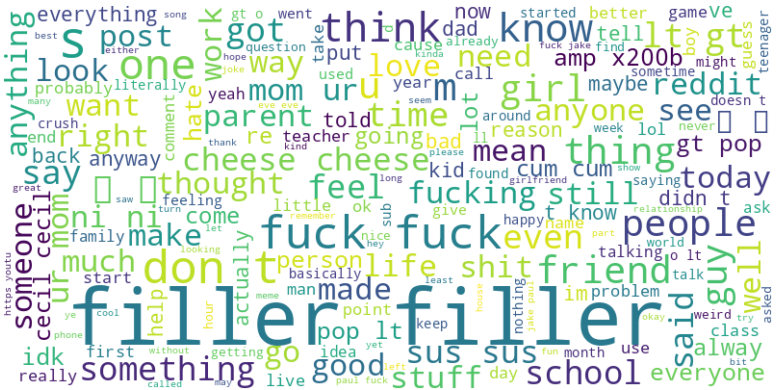 everything
song
gt o
went
think
know
started
better
game
ve
s
post
one
got
dad
now
tell
lt gt
boy
guess
teenager
best
either
put
cause
already
kinda
fuck jake
find
question
hope
joke
take
d
look
way
need
amp x200b
might
anything
probably
literally
work
love
used
call
sometime
doesn t
yeah
maybe
reddit
want
hate
mom ur
u
m
year
eve eve
seem
girl
anyone
see
many
crush
comment
parent
time
around
week
lol
never
end
right
re
told
thank
kind
teacher
going
bad
lot
ll
please
reason
back
anyway
cheese cheese
mean
thing
gt pop
say
great
saw
turn
feeling
thought
feel
kid
found
cum cum
girlfriend
saying
show
today
long
someone
ur mom
ni ni
come
little
ok
give
sub
fucking
still
didn t
ask
remember
nice
happy
t know
name
relationship
family
let
looking
make
fuck fuck
hey
even
part
world
people
talking
o lt
cecil cecil
much
don t
person
life
shit
friend
talk
guy
well
https youtu
start
actually
basically
least
im
problem
weird
asked
help
man
made
point
nothing
house
jake paul
okay
try
ye
phone
cool
meme
hour
filler filler
keep
said
idk
first
without
yet
pop lt
sus sus
class
alway
really
something
getting
go
idea
left
fun
month
use
bit
called
may
live
good
paul fuck
stuff
day
school
everyone